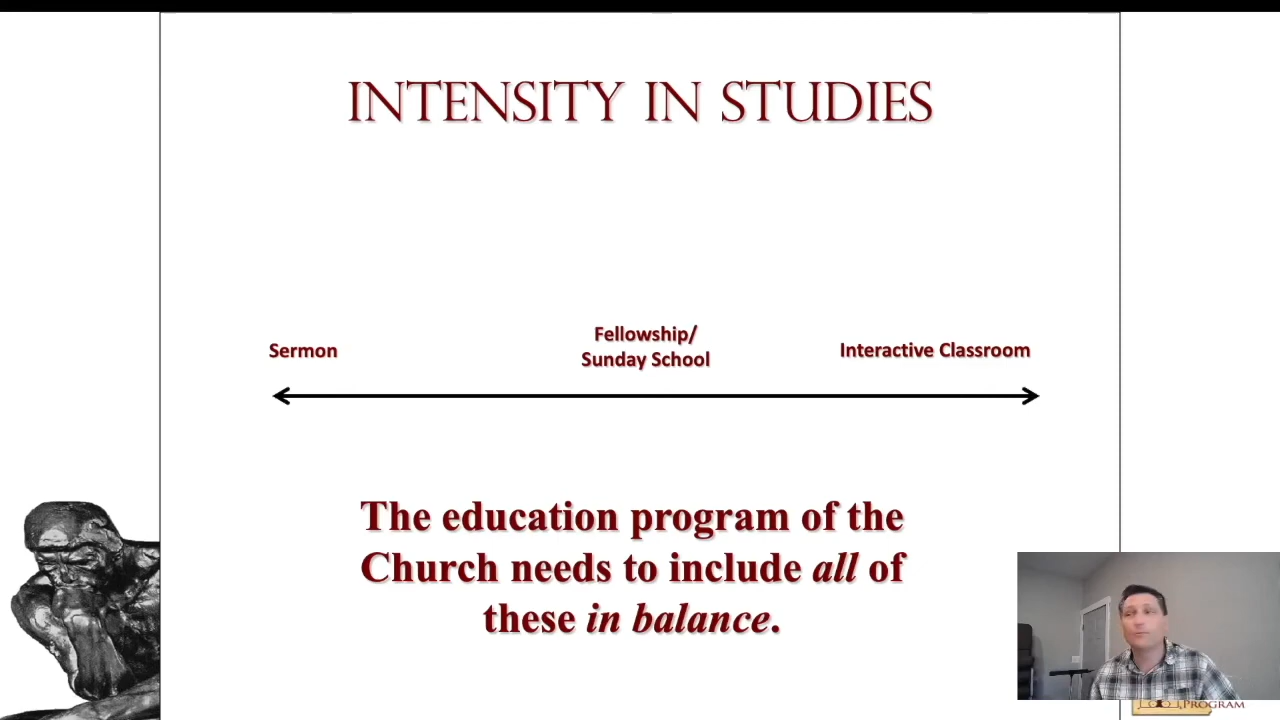 INTENSITY IN STUDIES
Sermon
Fellowship/
Sunday School
Interactive Classroom
The education program of the
Church needs to include all of
these in balance.
PROGRAM